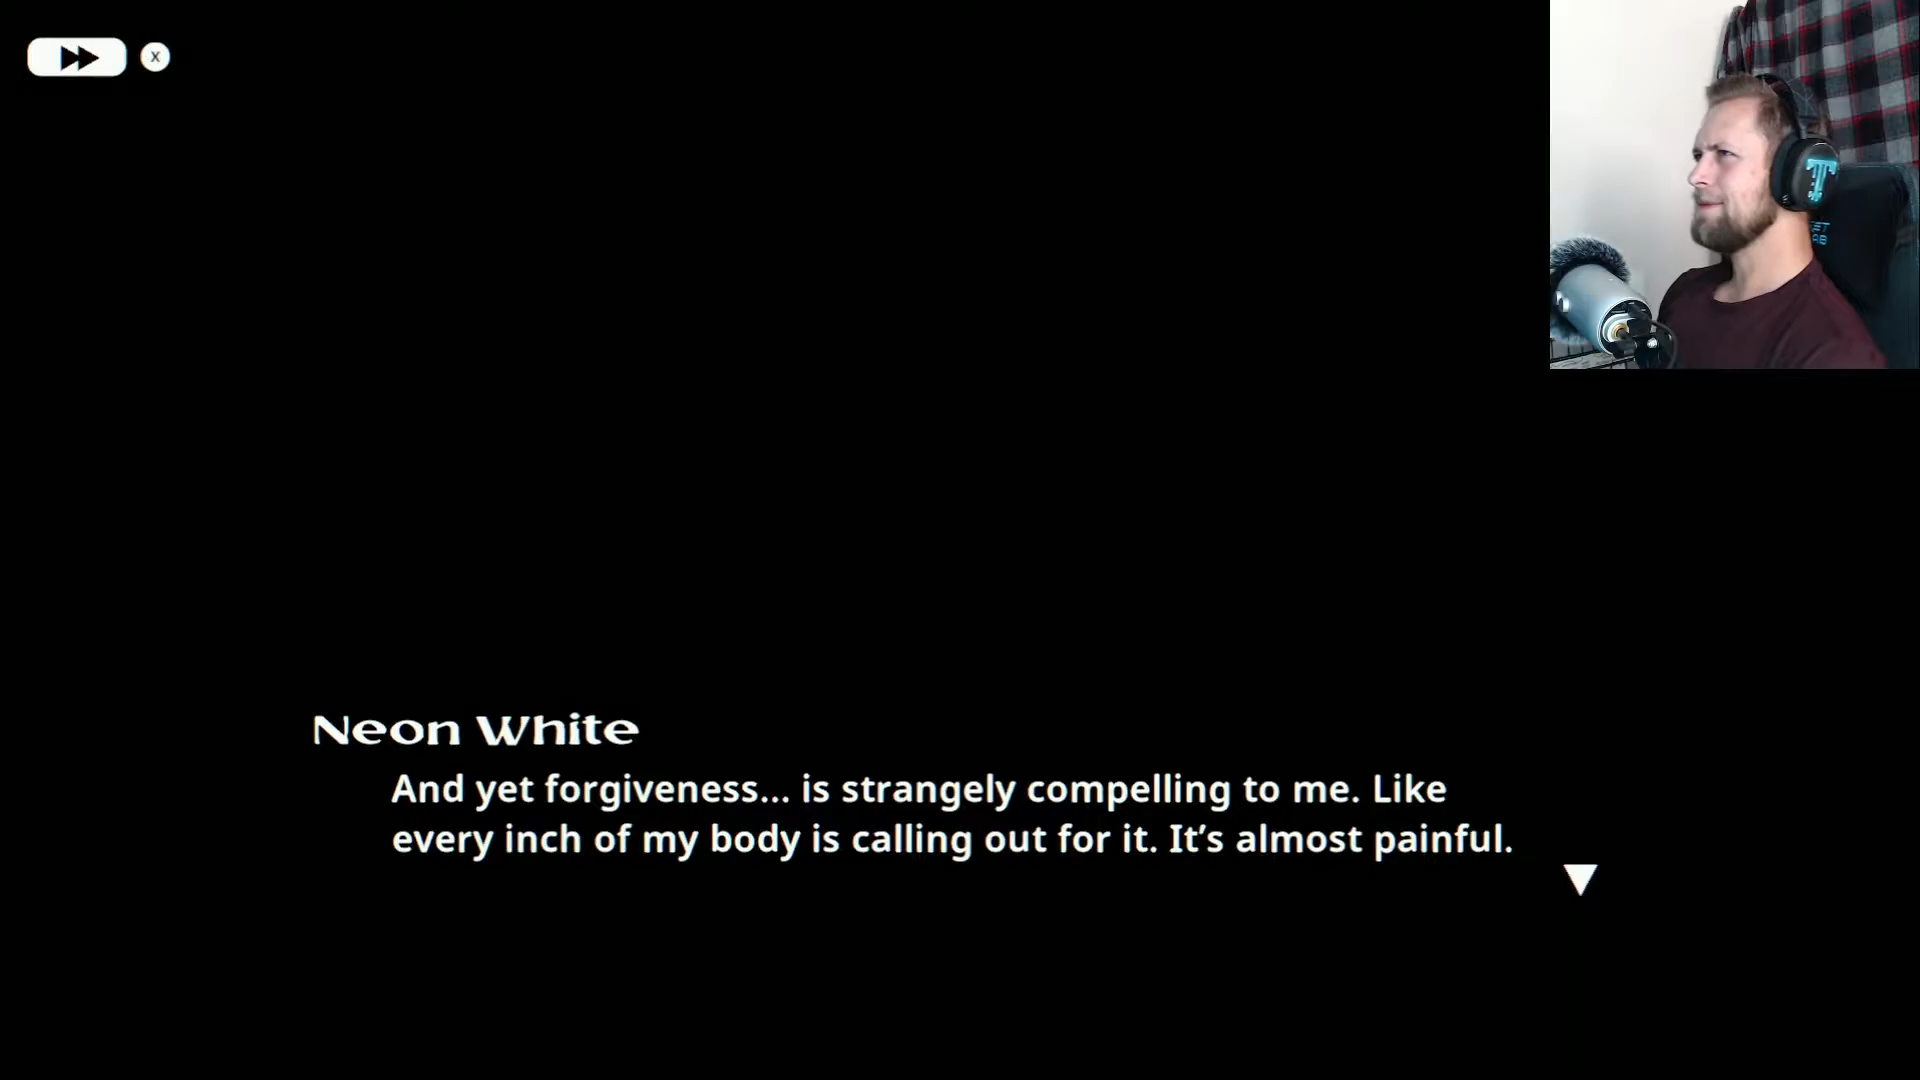 X
Neon White
And yet forgiveness... is strangely compelling to me. Like
every inch of my body is calling out for it. It's almost painful.